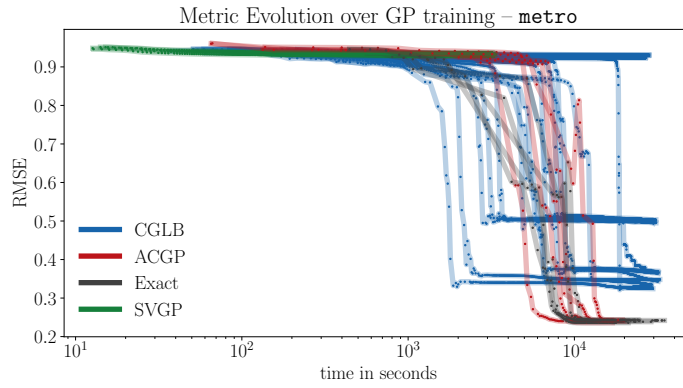 Metric Evolution over GP training – metro
RMSE
0.9
0.8
0.7
0.6
0.5
0.4
0.3
0.2
CGLB
ACGP
Exact
SVGP
10^1
10^2
10^3
10^4
time in seconds